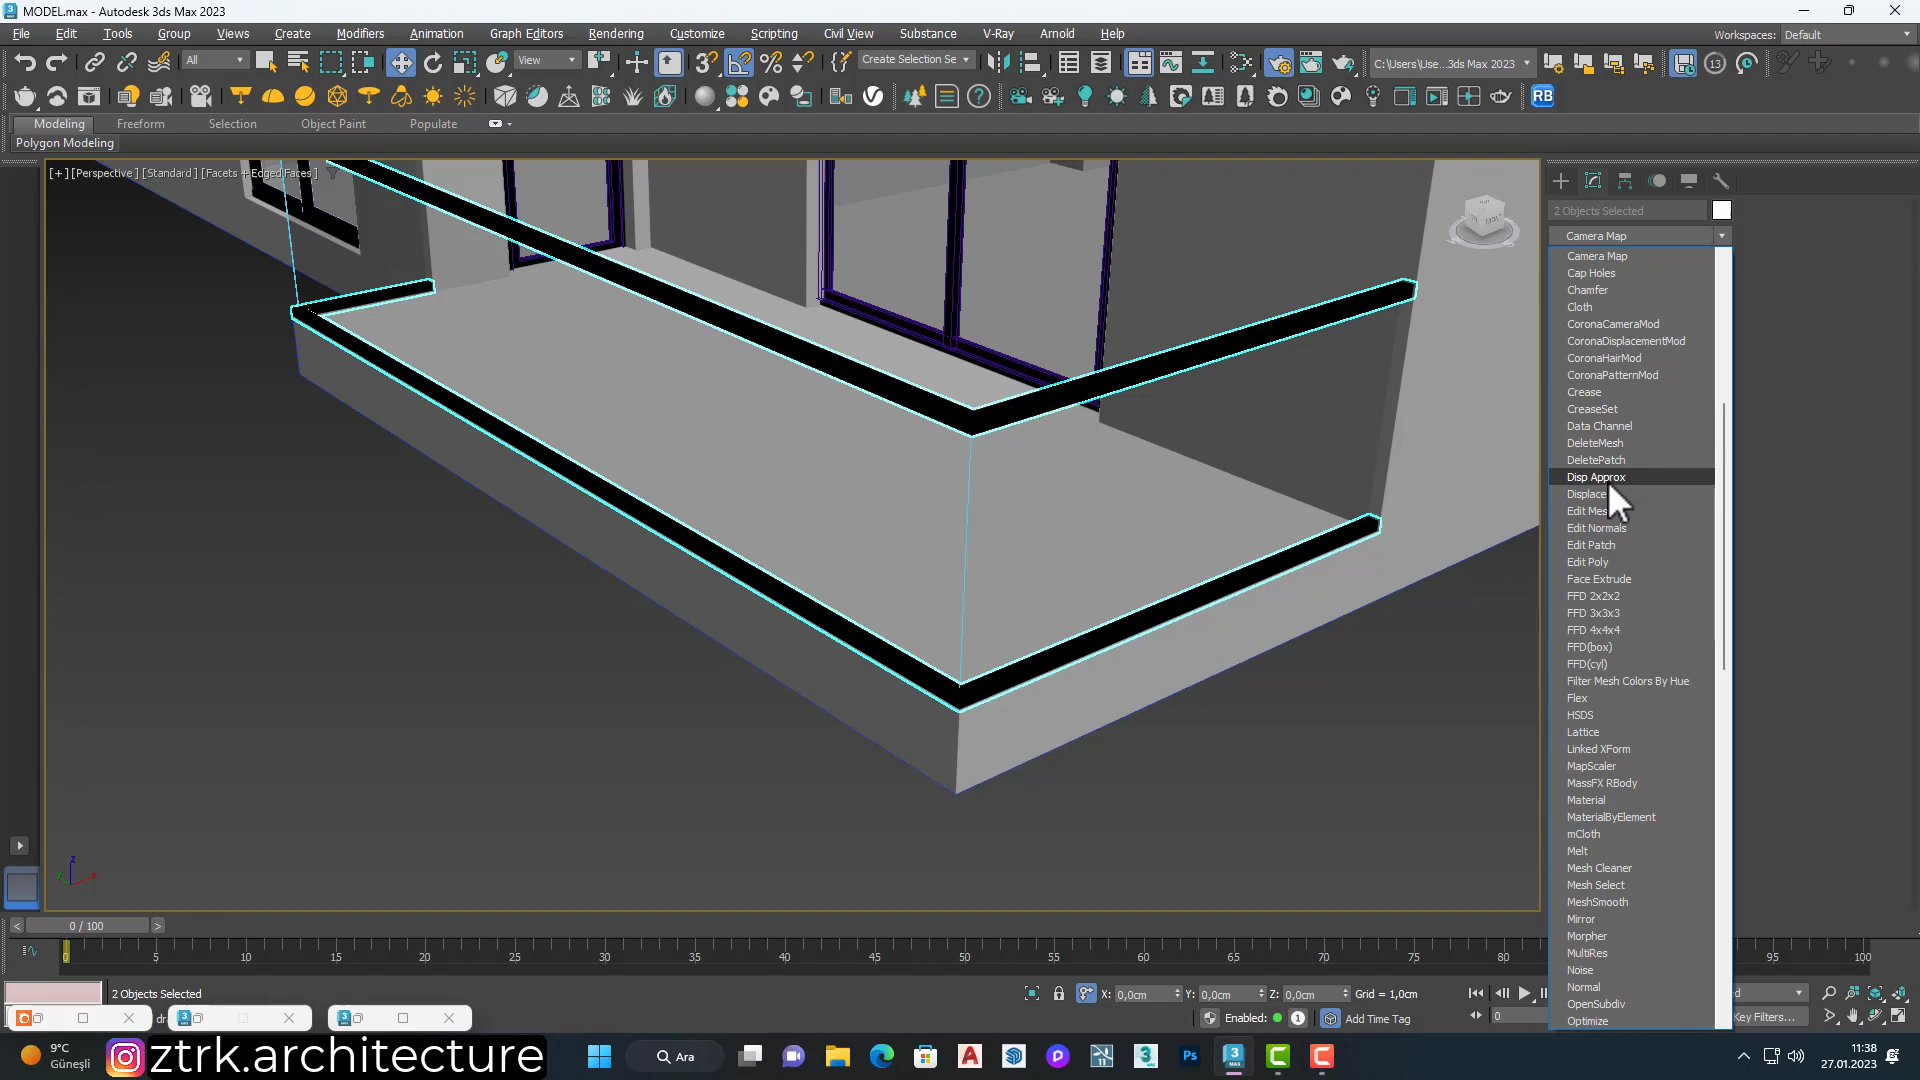 MODEL.max - Autodesk 3ds Max 2023
File Edit Tools Group Views Create Modifiers Animation Graph Editors Rendering Customize Scripting Civil View Substance V-Ray Arnold Help
Workspaces: Default
All View Create Selection Se C:\Users\Use...3ds Max 2023 13
RB
Modeling Freeform Selection Object Paint Populate
Polygon Modeling
[+] [Perspective] [Standard] [Facets + Edged Faces]
2 Objects Selected
Camera Map
Camera Map
Cap Holes
Chamfer
Cloth
CoronaCameraMod
CoronaDisplacementMod
CoronaHairMod
CoronaPatternMod
Crease
CreaseSet
Data Channel
DeleteMesh
DeletePatch
Disp Approx
Displace
Edit Mes
Edit Normals
Edit Patch
Edit Poly
Face Extrude
FFD 2x2x2
FFD 3x3x3
FFD 4x4x4
FFD(box)
FFD(cyl)
Filter Mesh Colors By Hue
Flex
HSDS
Lattice
Linked XForm
MapScaler
MassFX RBody
Material
MaterialByElement
mCloth
Melt
Mesh Cleaner
Mesh Select
MeshSmooth
Mirror
Morpher
MultiRes
Noise
Normal
OpenSubdiv
Optimize
z x y
< 0 / 100 >
0 5 10 15 20 25 30 35 40 45 50 55 60 65 70 75 80 95 100
2 Objects Selected X: 0,0cm Y: 0,0cm Z: 0,0cm Grid = 1,0cm
Enabled: 1 Add Time Tag 0 Key Filters...
9°C
Güneşli
ztrk.architecture
Ara
11:38
27.01.2023